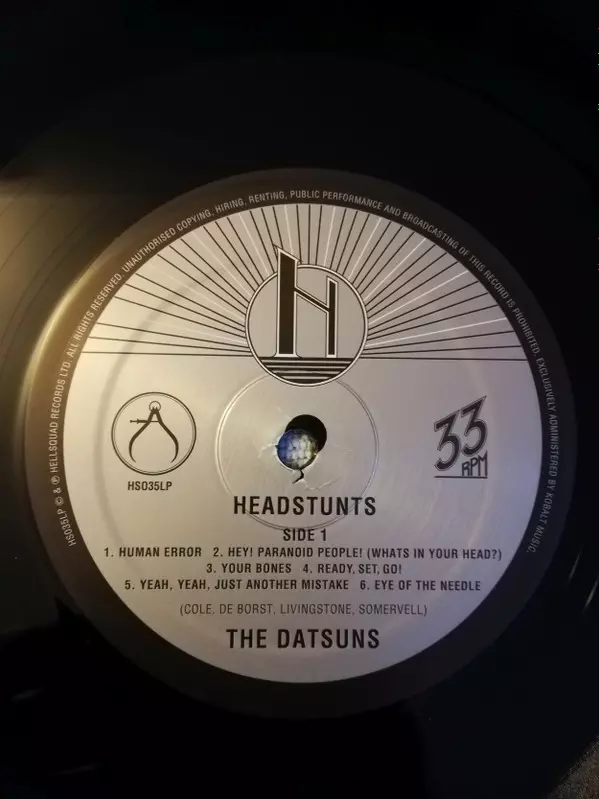 HS035LP © & ℗ HELLSQUAD RECORDS LTD. ALL RIGHTS RESERVED. UNAUTHORISED COPYING, HIRING, RENTING, PUBLIC PERFORMANCE AND BROADCASTING OF THIS RECORD IS PROHIBITED. EXCLUSIVELY ADMINISTERED BY KOBALT MUSIC.
H
HS035LP
33
RPM
HEADSTUNTS
SIDE 1
1. HUMAN ERROR 2. HEY! PARANOID PEOPLE! (WHATS IN YOUR HEAD?)
3. YOUR BONES 4. READY, SET, GO!
5. YEAH, YEAH, JUST ANOTHER MISTAKE 6. EYE OF THE NEEDLE
(COLE, DE BORST, LIVINGSTONE, SOMERVELL)
THE DATSUNS